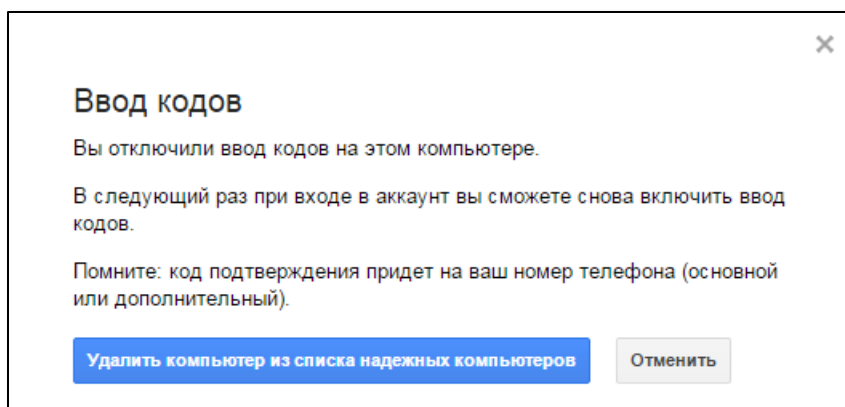 Ввод кодов
Вы отключили ввод кодов на этом компьютере.
В следующий раз при входе в аккаунт вы сможете снова включить ввод
кодов.
Помните: код подтверждения придет на ваш номер телефона (основной
или дополнительный).
Удалить компьютер из списка надежных компьютеров
Отменить